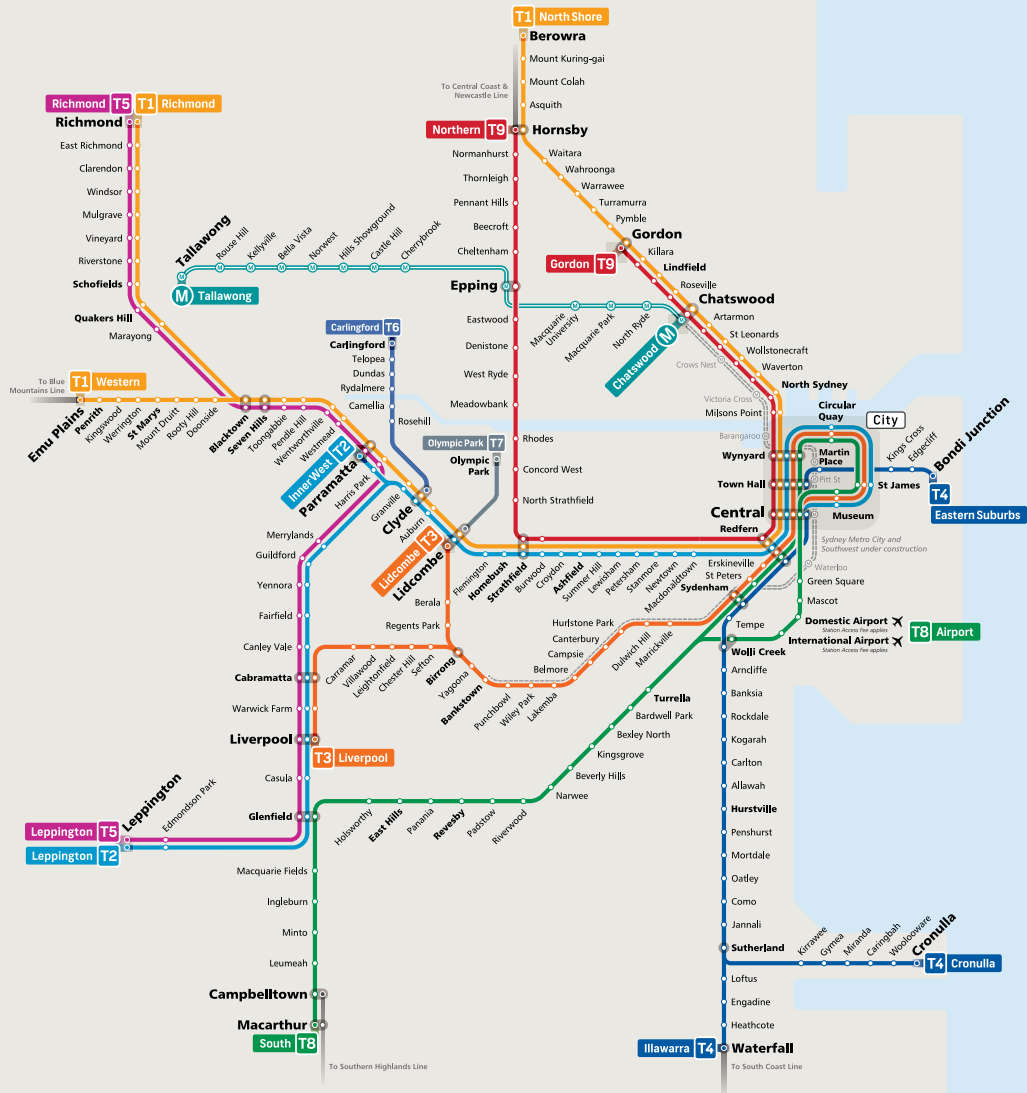 T1 North Shore
Berowra
Mount Kuring-gai
Mount Colah
To Central Coast &
Newcastle Line
Asquith
Richmond T5
T1 Richmond
Richmond
East Richmond
Clarendon
Windsor
Mulgrave
Vineyard
Riverstone
Schofields
Quakers Hill
Marayong
Northern T9
Hornsby
Normanhurst
Thornleigh
Pennant Hills
Beecroft
Cheltenham
Epping
Eastwood
Denistone
West Ryde
Meadowbank
Rhodes
Concord West
North Strathfield
Waitara
Wahroonga
Warrawee
Turramurra
Pymble
Gordon
Gordon T9
Killara
Lindfield
Roseville
Chatswood
Artarmon
St Leonards
Wollstonecraft
Waverton
North Sydney
Milsons Point
Tallawong
M Tallawong
Rouse Hill
Kellyville
Bella Vista
Norwest
Hills Showground
Castle Hill
Cherrybrook
Macquarie
University
Macquarie Park
North Ryde
Chatswood M
Crows Nest
Victoria Cross
Barangaroo
Carlingford T6
Carlingford
Telopea
Dundas
Rydalmere
Camellia
Rosehill
Olympic Park T7
Olympic
Park
To Blue
Mountains Line
T1 Western
Emu Plains
Penrith
Kingswood
Werrington
St Marys
Mount Druitt
Rooty Hill
Doonside
Blacktown
Seven Hills
Toongabbie
Pendle Hill
Wentworthville
Westmead
Inner West T2
Parramatta
Harris Park
Granville
Clyde
Auburn
Lidcombe T3
Lidcombe
Flemington
Homebush
Strathfield
Burwood
Croydon
Ashfield
Summer Hill
Lewisham
Petersham
Stanmore
Newtown
Macdonaldtown
Circular
Quay
City
Wynyard
Martin
Place
Town Hall
Pitt St
St James
Central
Museum
Redfern
Kings Cross
Edgecliff
Bondi Junction
T4
Eastern Suburbs
Sydney Metro City and
Southwest under construction
Waterloo
Erskineville
St Peters
Sydenham
Green Square
Mascot
Domestic Airport
Station Access Fee applies
International Airport
Station Access Fee applies
T8 Airport
Tempe
Wolli Creek
Merrylands
Guildford
Yennora
Fairfield
Canley Vale
Cabramatta
Warwick Farm
Liverpool
T3 Liverpool
Casula
Glenfield
Berala
Regents Park
Carramar
Villawood
Leightonfield
Chester Hill
Sefton
Birrong
Yagoona
Bankstown
Punchbowl
Wiley Park
Lakemba
Belmore
Campsie
Canterbury
Hurlstone Park
Dulwich Hill
Marrickville
Turrella
Bardwell Park
Bexley North
Kingsgrove
Beverly Hills
Narwee
Riverwood
Padstow
Revesby
Panania
East Hills
Holsworthy
Leppington
Edmondson Park
Leppington T5
Leppington T2
Macquarie Fields
Ingleburn
Minto
Leumeah
Campbelltown
Macarthur
South T8
To Southern Highlands Line
Arncliffe
Banksia
Rockdale
Kogarah
Carlton
Allawah
Hurstville
Penshurst
Mortdale
Oatley
Como
Jannali
Sutherland
Kirrawee
Gymea
Miranda
Caringbah
Woolooware
Cronulla
T4 Cronulla
Loftus
Engadine
Heathcote
Illawarra T4
Waterfall
To South Coast Line